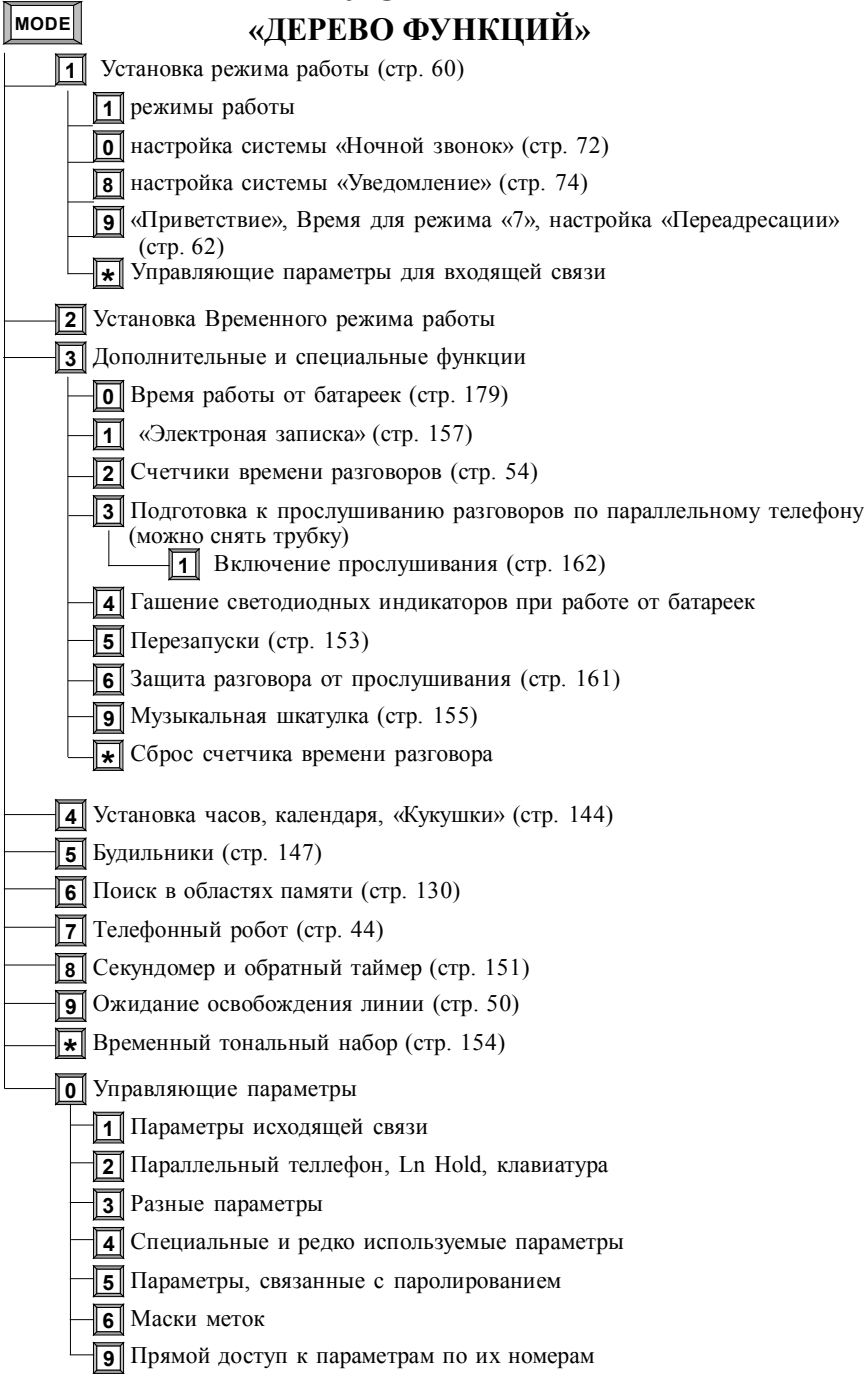 MODE
«ДЕРЕВО ФУНКЦИЙ»
1 Установка режима работы (стр. 60)
1 режимы работы
0 настройка системы «Ночной звонок» (стр. 72)
8 настройка системы «Уведомление» (стр. 74)
9 «Приветствие», Время для режима «7», настройка «Переадресации»
(стр. 62)
* Управляющие параметры для входящей связи
2 Установка Временного режима работы
3 Дополнительные и специальные функции
0 Время работы от батареек (стр. 179)
1 «Электроная записка» (стр. 157)
2 Счетчики времени разговоров (стр. 54)
3 Подготовка к прослушиванию разговоров по параллельному телефону
(можно снять трубку)
1 Включение прослушивания (стр. 162)
4 Гашение светодиодных индикаторов при работе от батареек
5 Перезапуски (стр. 153)
6 Защита разговора от прослушивания (стр. 161)
9 Музыкальная шкатулка (стр. 155)
* Сброс счетчика времени разговора
4 Установка часов, календаря, «Кукушки» (стр. 144)
5 Будильники (стр. 147)
6 Поиск в областях памяти (стр. 130)
7 Телефонный робот (стр. 44)
8 Секундомер и обратный таймер (стр. 151)
9 Ожидание освобождения линии (стр. 50)
* Временный тональный набор (стр. 154)
0 Управляющие параметры
1 Параметры исходящей связи
2 Параллельный теллефон, Ln Hold, клавиатура
3 Разные параметры
4 Специальные и редко используемые параметры
5 Параметры, связанные с паролированием
6 Маски меток
9 Прямой доступ к параметрам по их номерам